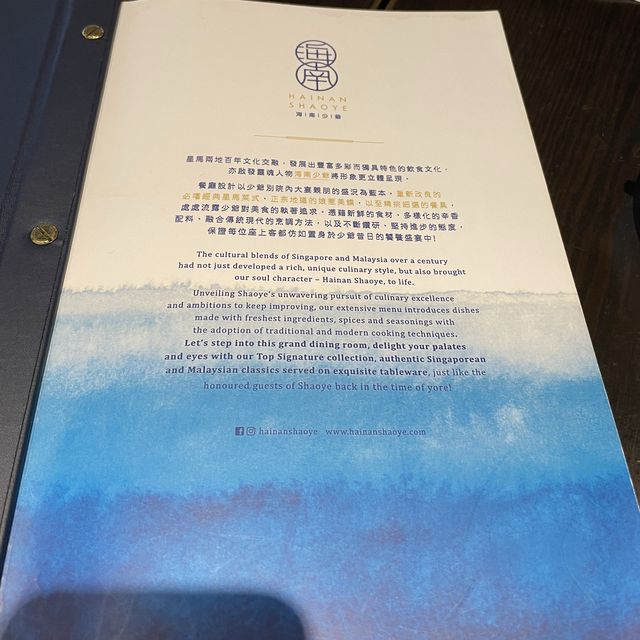 海南
HAINAN
SHAOYE
海|南|少|爺
星馬兩地百年文化交融，發展出豐富多彩而獨具特色的飲食文化，
亦啟發靈魂人物海南少爺將形象更立體呈現。
餐廳設計以少爺別院內大宴親朋的盛況為藍本，重新改良的
必嚐經典星馬菜式、正宗地道的娘惹美饌，以至精挑細選的餐具，
處處流露少爺對美食的執著追求，憑藉新鮮的食材、多樣化的辛香
配料、融合傳統現代的烹調方法，以及不斷鑽研、堅持進步的態度，
保證每位座上客都仿如置身於少爺昔日的饕餮盛宴中！
The cultural blends of Singapore and Malaysia over a century
had not just developed a rich, unique culinary style, but also brought
our soul character – Hainan Shaoye, to life.
Unveiling Shaoye's unwavering pursuit of culinary excellence
and ambitions to keep improving, our extensive menu introduces dishes
made with freshest ingredients, spices and seasonings with
the adoption of traditional and modern cooking techniques.
Let's step into this grand dining room, delight your palates
and eyes with our Top Signature collection, authentic Singaporean
and Malaysian classics served on exquisite tableware, just like the
honoured guests of Shaoye back in the time of yore!
hainanshaoye www.hainanshaoye.com